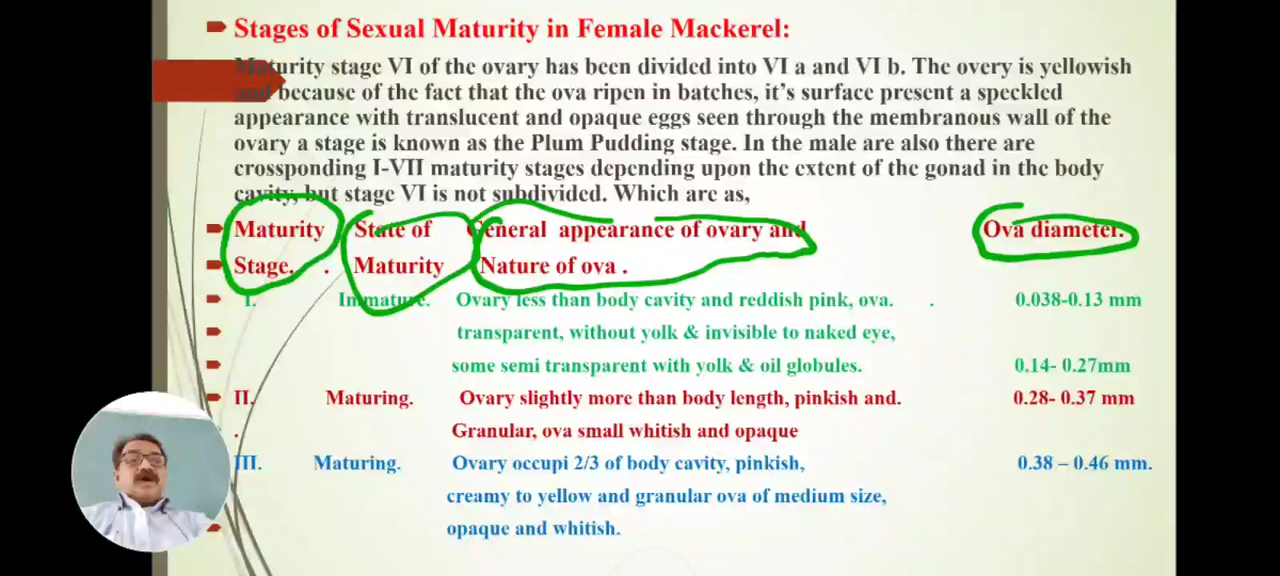 Stages of Sexual Maturity in Female Mackerel:
Maturity stage VI of the ovary has been divided into VI a and VI b. The overy is yellowish
and because of the fact that the ova ripen in batches, it's surface present a speckled
appearance with translucent and opaque eggs seen through the membranous wall of the
ovary a stage is known as the Plum Pudding stage. In the male are also there are
crossponding I-VII maturity stages depending upon the extent of the gonad in the body
cavity, but stage VI is not subdivided. Which are as,
Maturity State of General appearance of ovary and Ova diameter.
Stage. . Maturity Nature of ova .
I. Immature. Ovary less than body cavity and reddish pink, ova. . 0.038-0.13 mm
transparent, without yolk & invisible to naked eye,
some semi transparent with yolk & oil globules. 0.14- 0.27mm
II. Maturing. Ovary slightly more than body length, pinkish and. 0.28- 0.37 mm
. Granular, ova small whitish and opaque
III. Maturing. Ovary occupi 2/3 of body cavity, pinkish, 0.38 – 0.46 mm.
creamy to yellow and granular ova of medium size,
opaque and whitish.